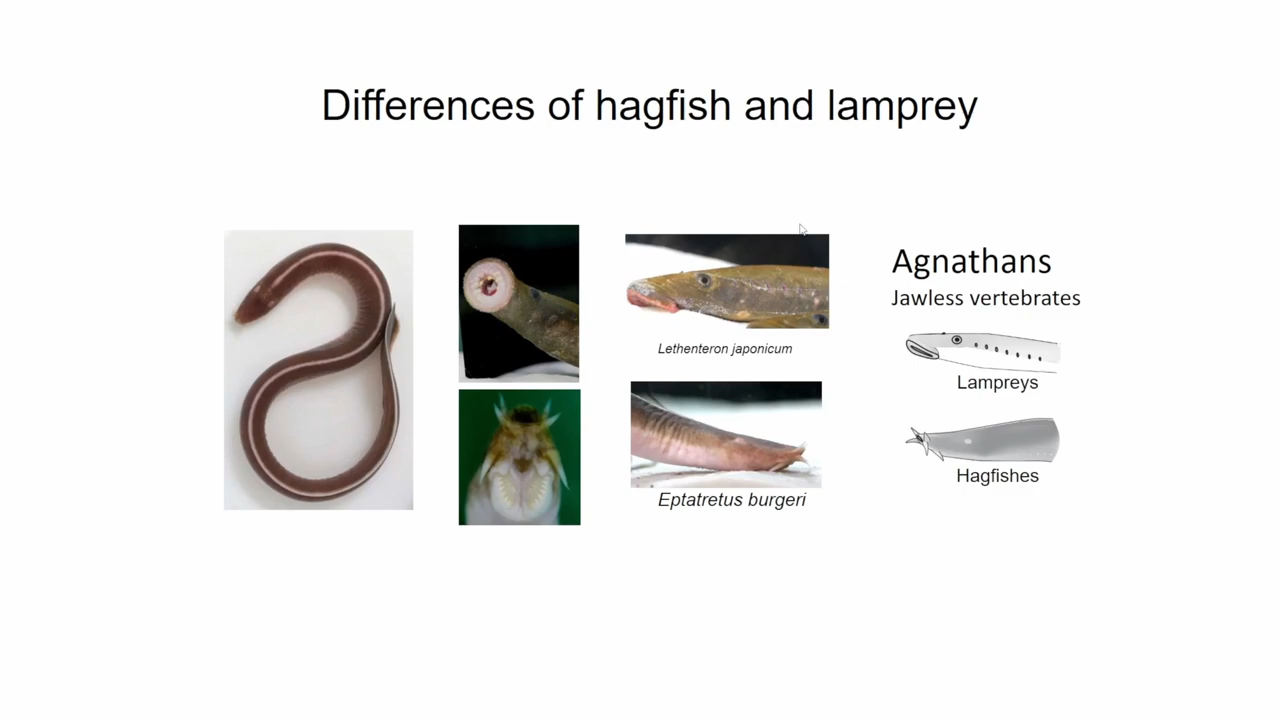 Differences of hagfish and lamprey
Lethenteron japonicum
Eptatretus burgeri
Agnathans
Jawless vertebrates
Lampreys
Hagfishes